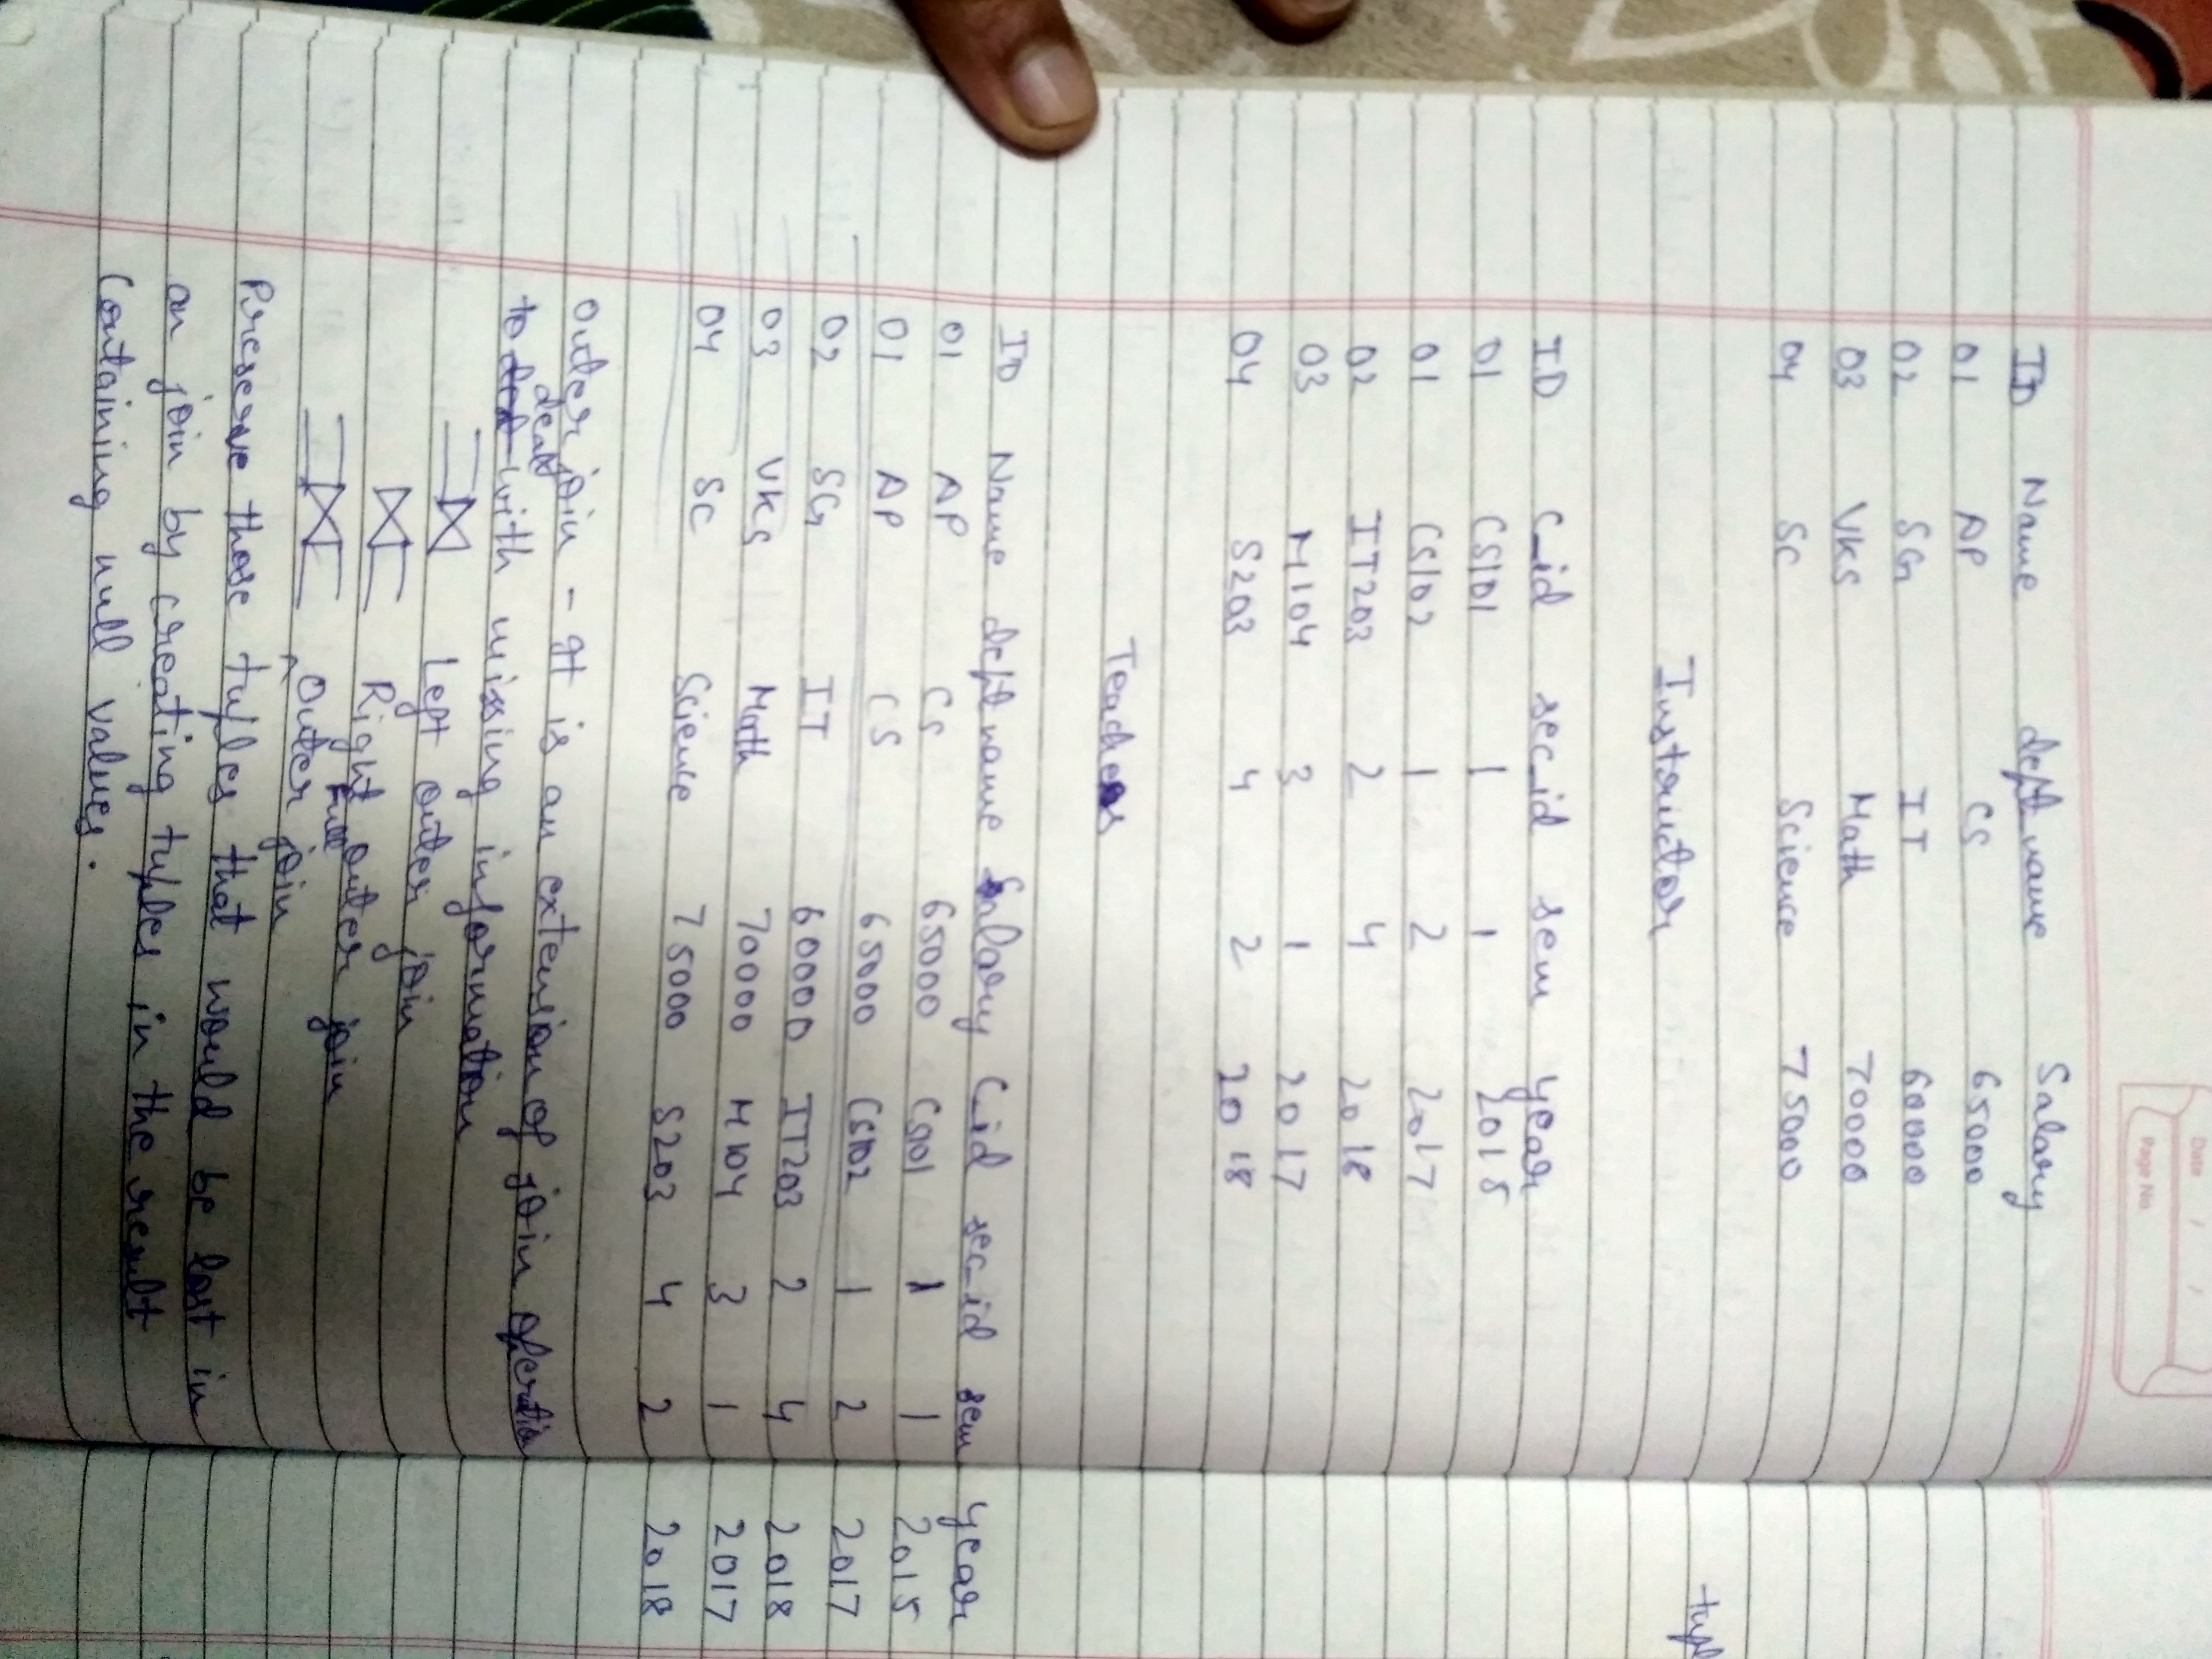 Date / /
Page No.
ID Name dept name Salary
01 AP CS 65000
02 SG IT 60000
03 VKS Math 70000
04 SC Science 75000
Instructor
ID C_id sec_id sem year
01 CS101 1 1 2015
01 CS102 1 2 2017
02 IT203 2 4 2018
03 M104 3 1 2017
04 S203 4 2 2018
Teaches
ID Name dept name Salary C_id sec_id sem year
01 AP CS 65000 CS101 1 1 2015
01 AP CS 65000 CS102 1 2 2017
02 SG IT 60000 IT203 2 4 2018
03 VKS Math 70000 M104 3 1 2017
04 SC Science 75000 S203 4 2 2018
Outer join - It is an extension of join operation
to deal with missing information
⟕ Left outer join
⟖ Right outer join
⟗ Full Outer join
Preserve those tuples that would be lost in
an join by creating tuples in the result
Containing null values.